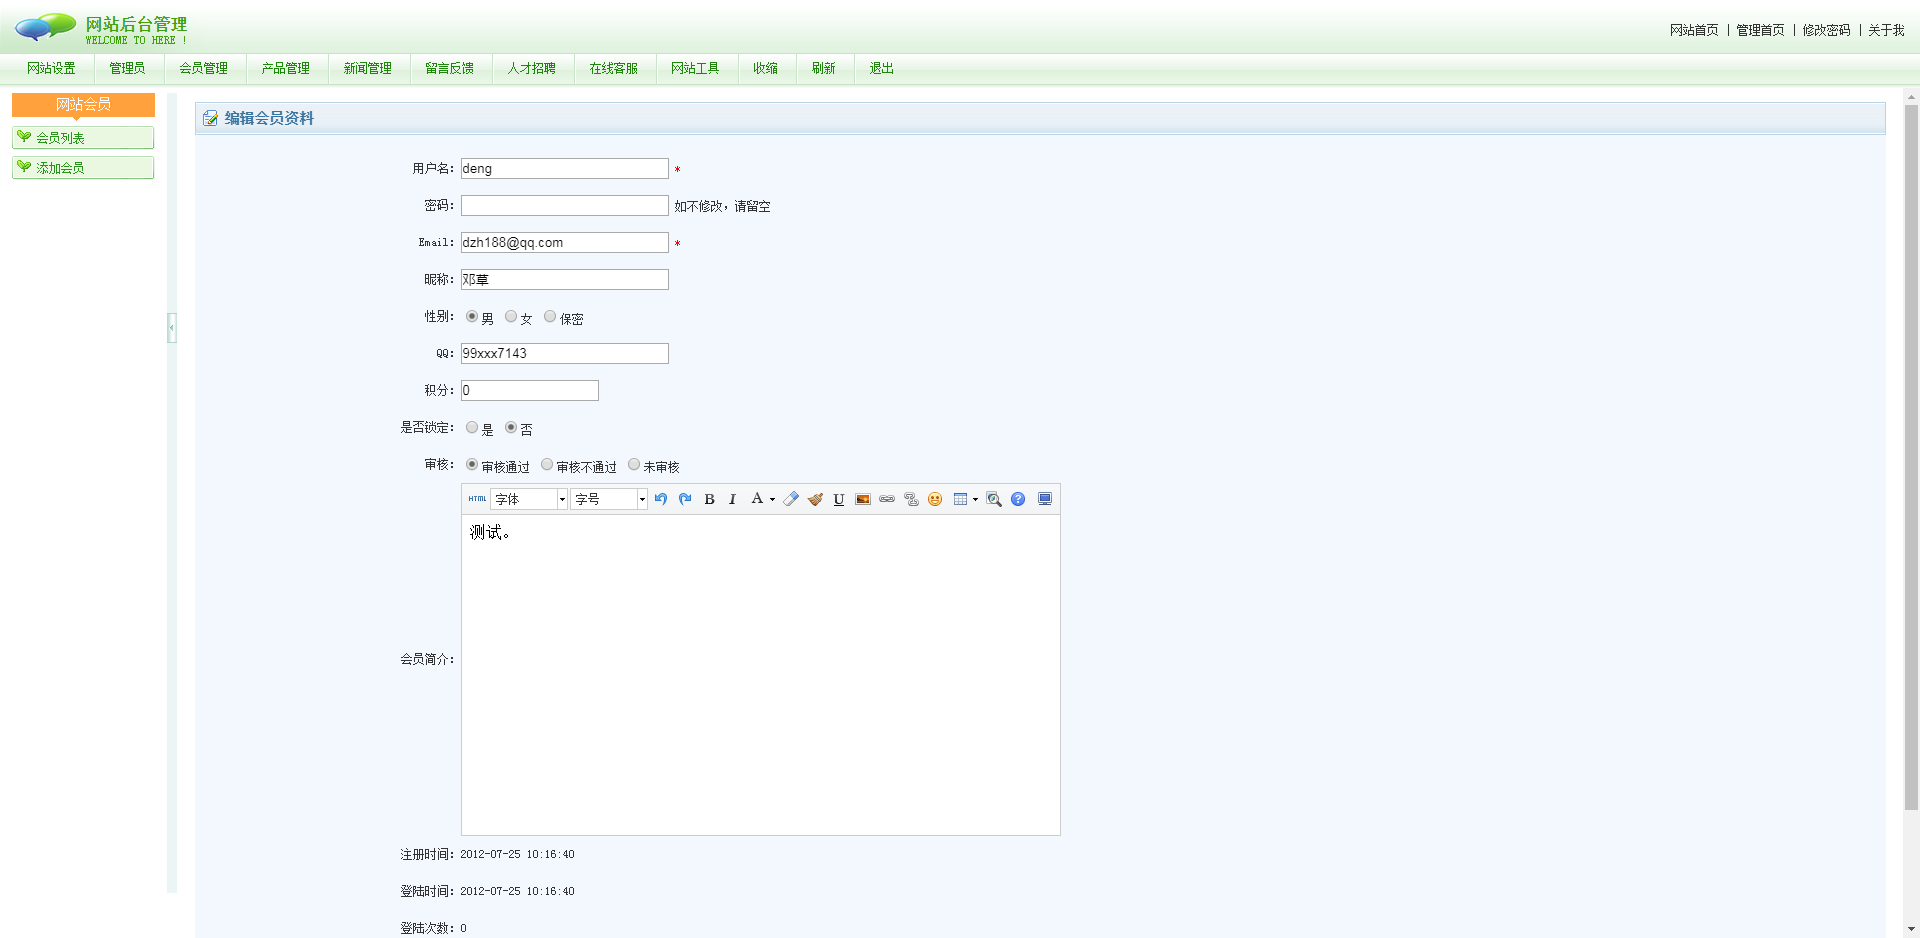 网站后台管理
WELCOME TO HERE !
网站首页 | 管理首页 | 修改密码 | 关于我
网站设置 管理员 会员管理 产品管理 新闻管理 留言反馈 人才招聘 在线客服 网站工具 收缩 刷新 退出
网站会员
会员列表
添加会员
编辑会员资料
用户名: deng *
密码: 如不修改，请留空
Email: dzh188@qq.com *
昵称: 邓草
性别: 男 女 保密
QQ: 99xxx7143
积分: 0
是否锁定: 是 否
审核: 审核通过 审核不通过 未审核
HTML 字体 字号 B I A U
测试。
会员简介:
注册时间: 2012-07-25 10:16:40
登陆时间: 2012-07-25 10:16:40
登陆次数: 0